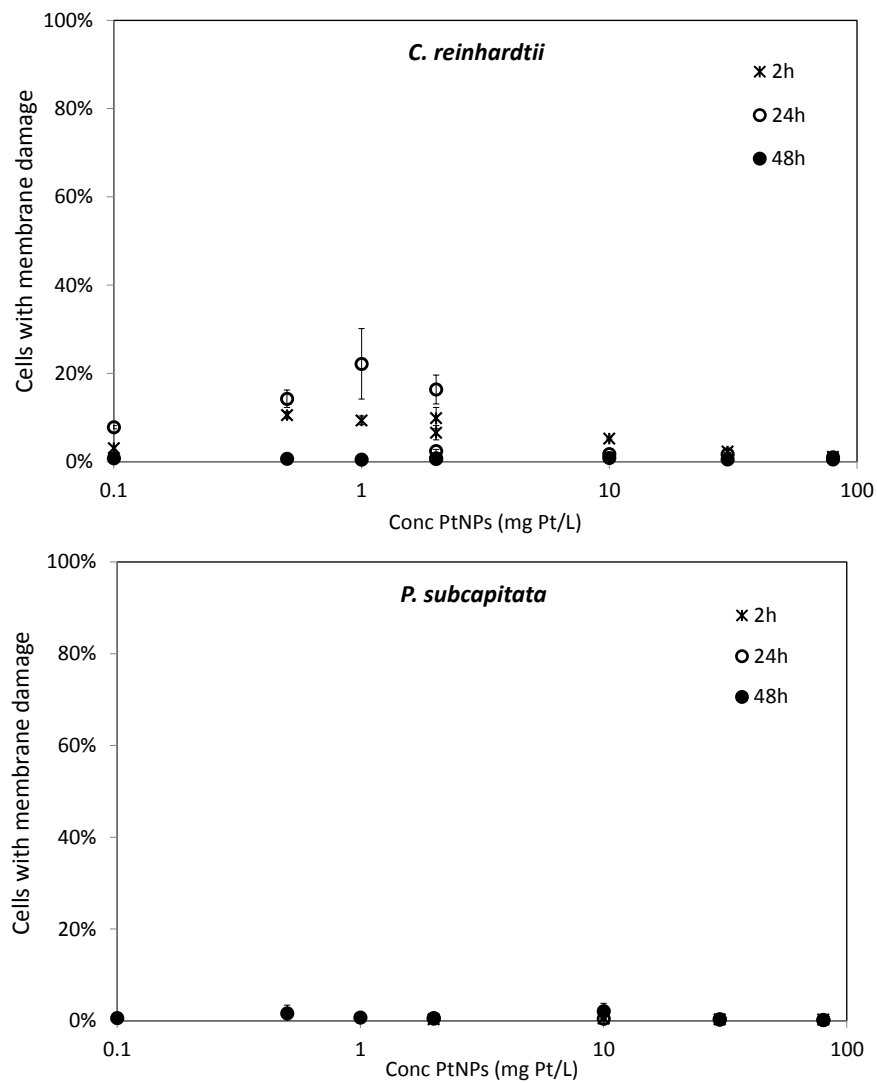 100%
C. reinhardtii
2h
80%
24h
48h
60%
Cells with membrane damage
40%
20%
0%
0.1
1
10
100
Conc PtNPs (mg Pt/L)
100%
P. subcapitata
2h
80%
24h
48h
60%
Cells with membrane damage
40%
20%
0%
0.1
1
10
100
Conc PtNPs (mg Pt/L)